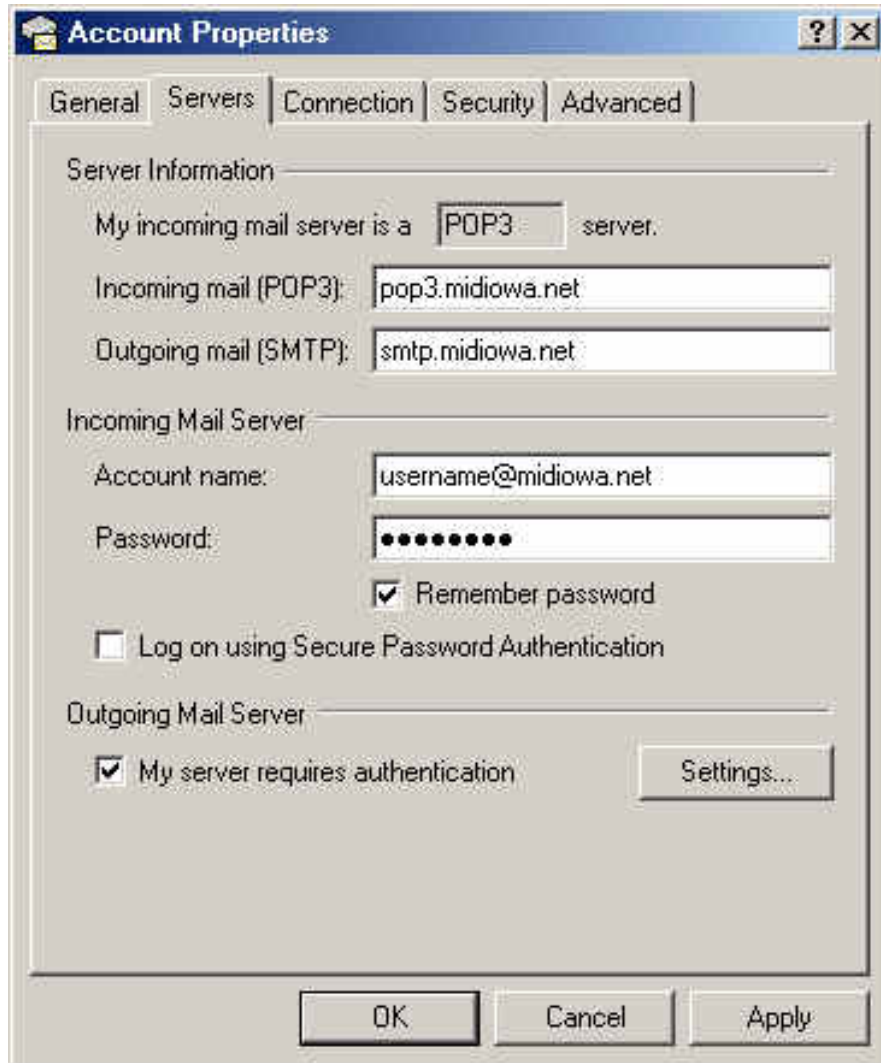 Account Properties
General Servers Connection Security Advanced
Server Information
My incoming mail server is a POP3 server.
Incoming mail (POP3): pop3.midiowa.net
Outgoing mail (SMTP): smtp.midiowa.net
Incoming Mail Server
Account name: username@midiowa.net
Password: ●●●●●●●●
Remember password
Log on using Secure Password Authentication
Outgoing Mail Server
My server requires authentication Settings...
OK Cancel Apply